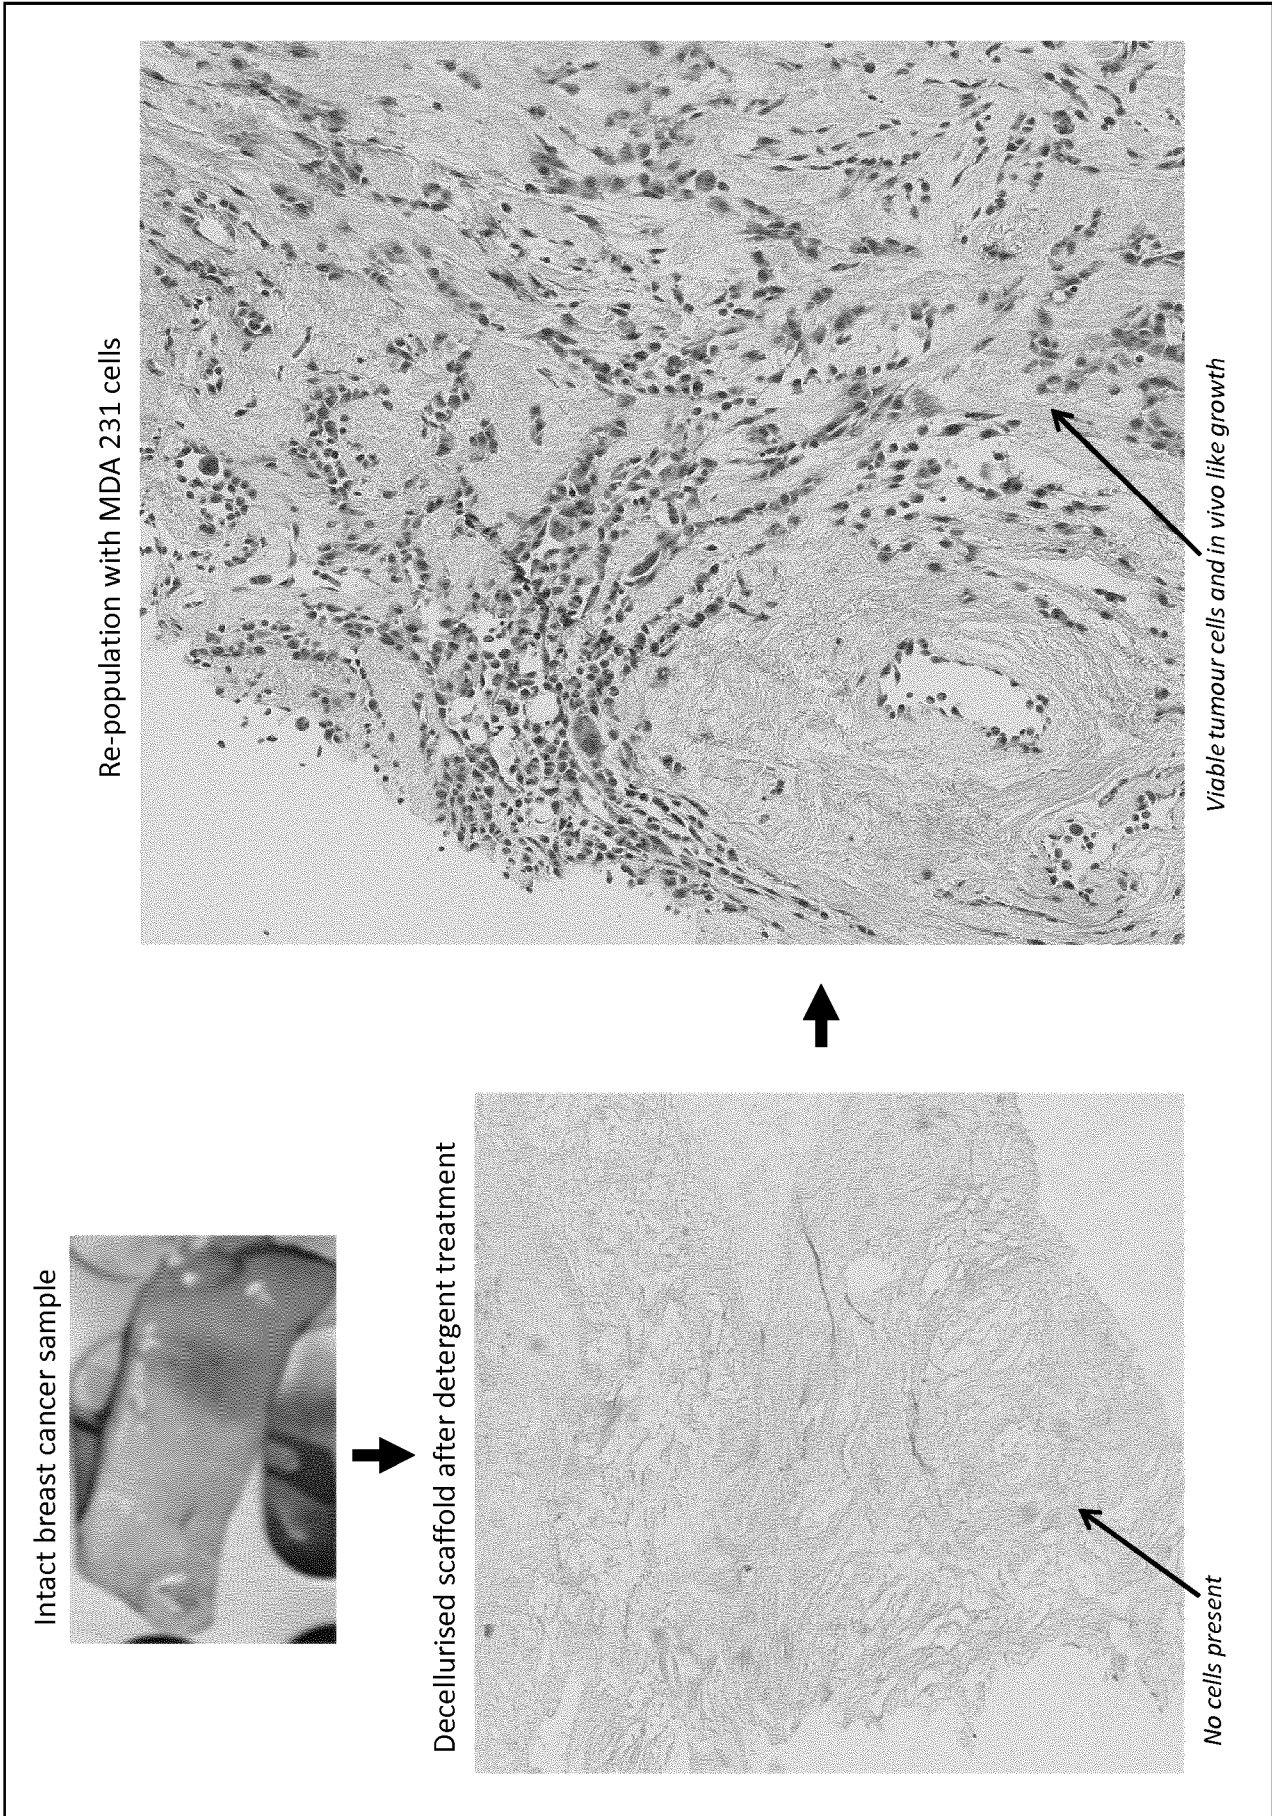 Intact breast cancer sample
Decellurised scaffold after detergent treatment
No cells present
Re-population with MDA 231 cells
Viable tumour cells and in vivo like growth